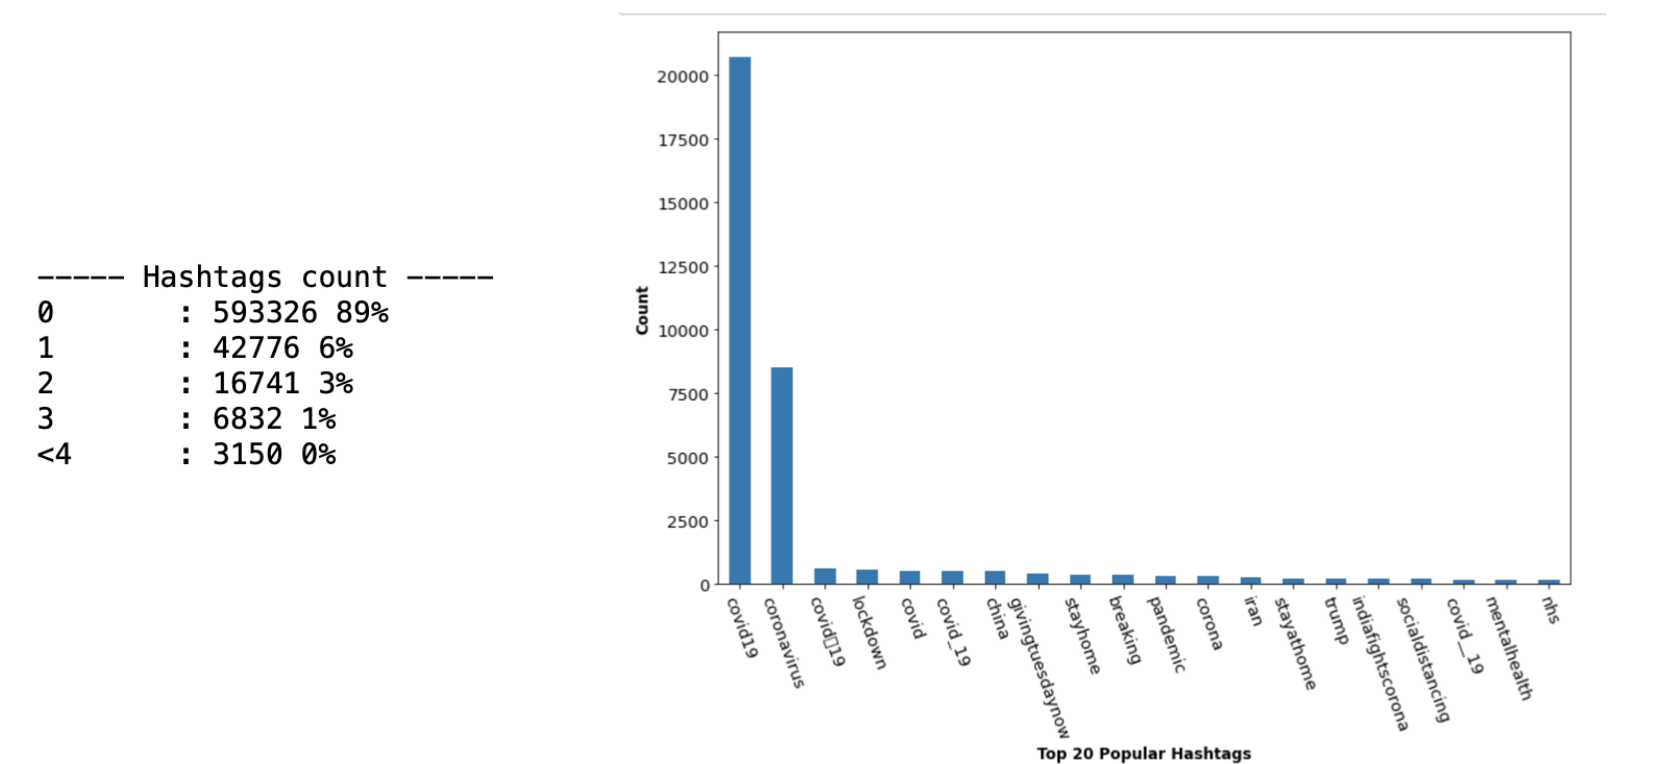 ----- Hashtags count -----
0 : 593326 89%
1 : 42776 6%
2 : 16741 3%
3 : 6832 1%
<4 : 3150 0%
Count
20000
17500
15000
12500
10000
7500
5000
2500
0
covid19
coronavirus
covid▯19
lockdown
covid
covid_19
china
givingtuesdaynow
stayhome
breaking
pandemic
corona
iran
stayathome
trump
indiafightscorona
socialdistancing
covid__19
mentalhealth
nhs
Top 20 Popular Hashtags